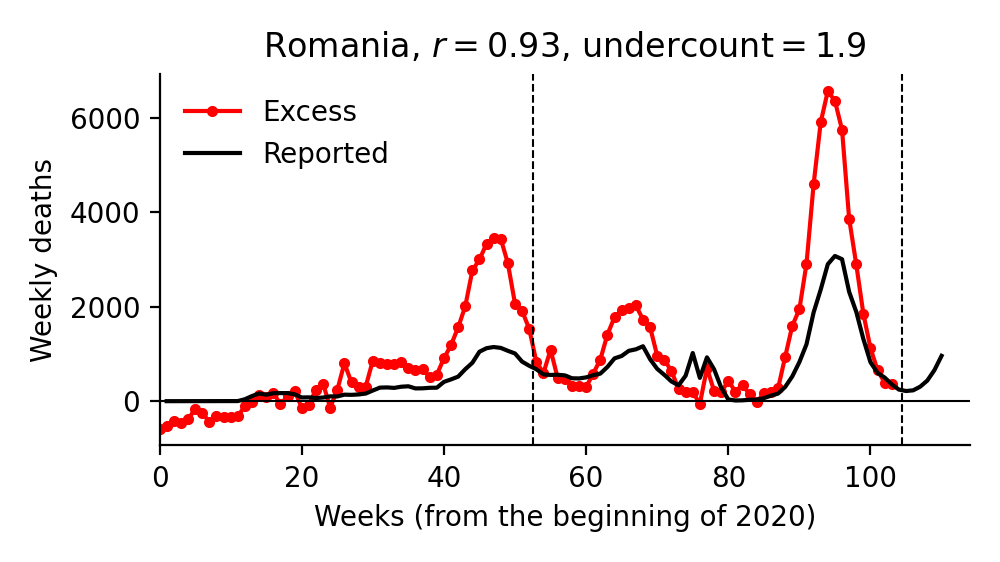 Romania, r = 0.93, undercount = 1.9
Excess
Reported
Weekly deaths
6000
4000
2000
0
0 20 40 60 80 100
Weeks (from the beginning of 2020)